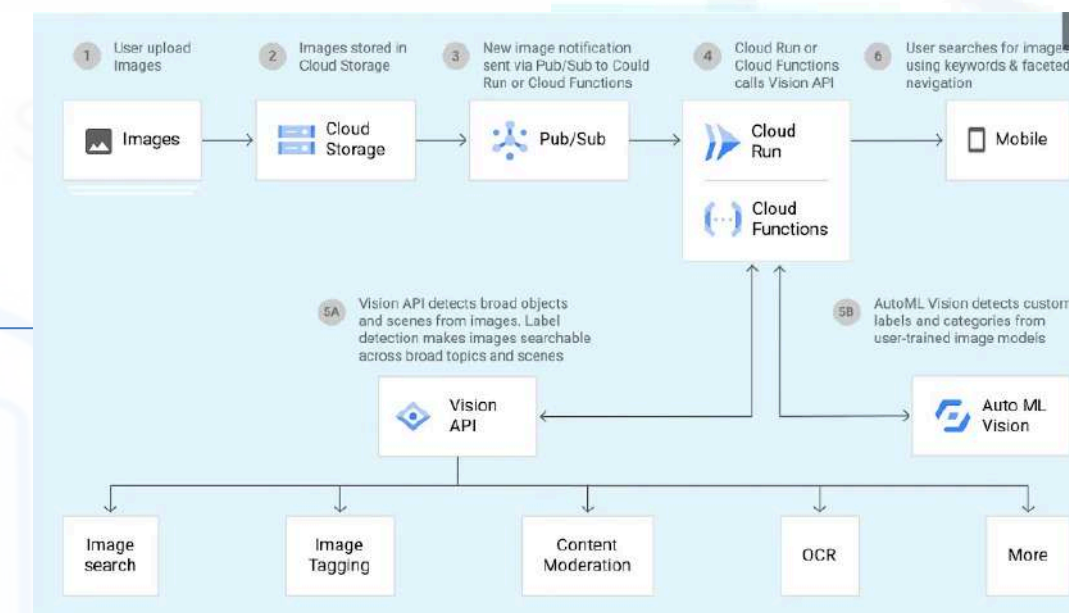 1
User upload
Images
2
Images stored in
Cloud Storage
3
New image notification
sent via Pub/Sub to Could
Run or Cloud Functions
4
Cloud Run or
Cloud Functions
calls Vision API
6
User searches for images
using keywords & faceted
navigation
Images
Cloud
Storage
Pub/Sub
Cloud
Run
Cloud
Functions
Mobile
5A
Vision API detects broad objects
and scenes from images. Label
detection makes images searchable
across broad topics and scenes
5B
AutoML Vision detects custom
labels and categories from
user-trained image models
Vision
API
Auto ML
Vision
Image
search
Image
Tagging
Content
Moderation
OCR
More